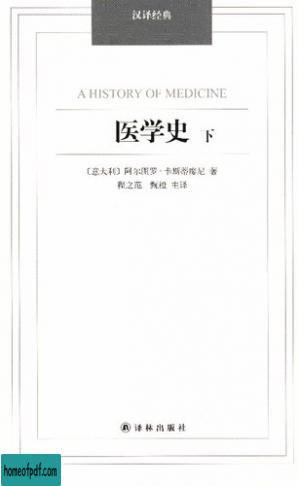 汉译经典
A HISTORY OF MEDICINE
医学史 下
〔意大利〕阿尔图罗·卡斯蒂廖尼 著
程之范 甄橙 主译
译林出版社
homeofpdf.com